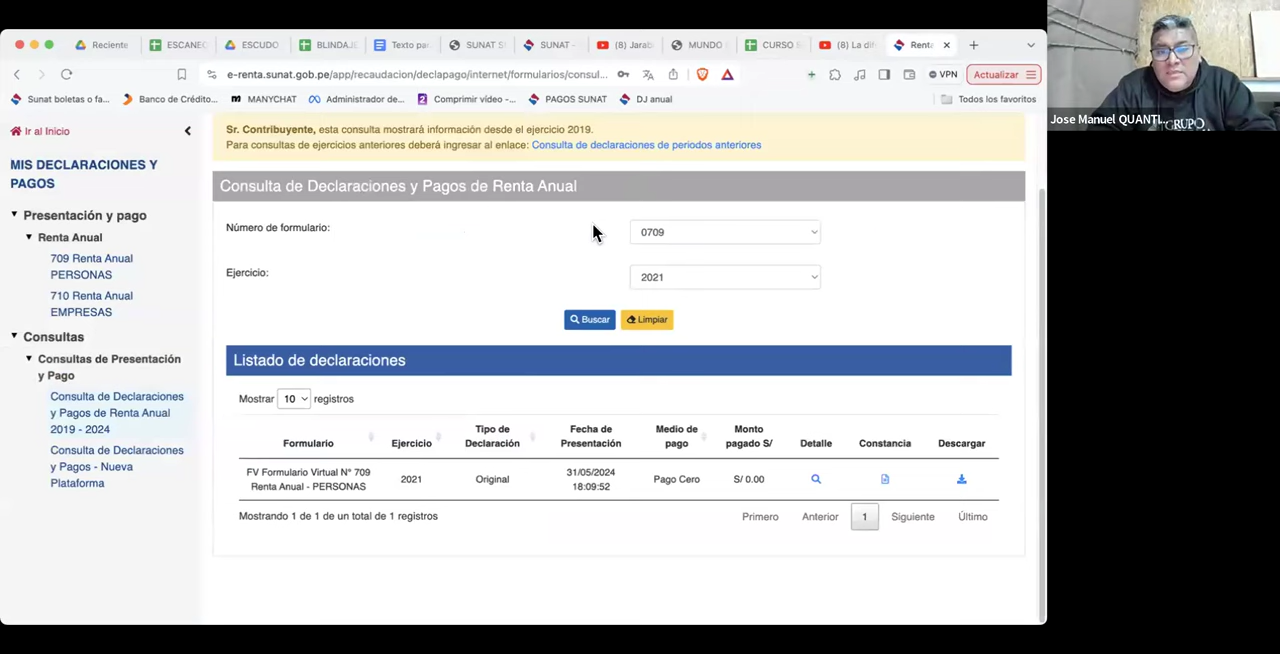 Reciente
ESCANEC
ESCUDO
BLINDAJE
Texto pa
SUNAT S
SUNAT -
(8) Jarab
MUNDO
CURSO
(8) La di
Renta
e-renta.sunat.gob.pe/app/recaudacion/declapago/internet/formularios/consul...
VPN
Actualizar
Sunat boletas o fa...
Banco de Crédito...
MANYCHAT
Administrador de...
Comprimir vídeo -...
PAGOS SUNAT
DJ anual
Todos los favoritos
Jose Manuel QUANTI...
GRUPO
Ir al Inicio
MIS DECLARACIONES Y
PAGOS
Presentación y pago
Renta Anual
709 Renta Anual
PERSONAS
710 Renta Anual
EMPRESAS
Consultas
Consultas de Presentación
y Pago
Consulta de Declaraciones
y Pagos de Renta Anual
2019 - 2024
Consulta de Declaraciones
y Pagos - Nueva
Plataforma
Sr. Contribuyente, esta consulta mostrará información desde el ejercicio 2019.
Para consultas de ejercicios anteriores deberá ingresar al enlace: Consulta de declaraciones de periodos anteriores
Consulta de Declaraciones y Pagos de Renta Anual
Número de formulario:
0709
Ejercicio:
2021
Buscar
Limpiar
Listado de declaraciones
Mostrar 10 registros
Formulario Ejercicio Tipo de Declaración Fecha de Presentación Medio de pago Monto pagado S/ Detalle Constancia Descargar
FV Formulario Virtual N° 709 Renta Anual - PERSONAS 2021 Original 31/05/2024 18:09:52 Pago Cero S/ 0.00
Mostrando 1 de 1 de un total de 1 registros
Primero Anterior 1 Siguiente Último